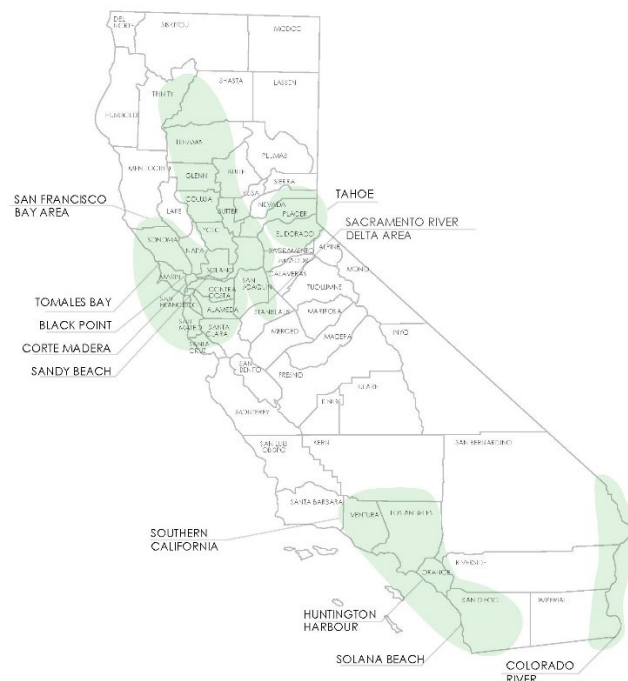 DEL
NORTE
SISKIYOU
MODOC
TRINITY
SHASTA
LASSEN
HUMBOLD
TEHAMA
PLUMAS
MENDOCINO
GLENN
BUTTE
SIERRA
SAN FRANCISCO
BAY AREA
LAKE
COLUSA
SUTTER
NEVADA
PLACER
TAHOE
YOLO
EL DORADO
SONOMA
NAPA
SACRAMENTO RIVER
DELTA AREA
SACRAMENTO
ALPINE
SOLANO
AMADOR
CALAVERAS
MONO
MARIN
CONTRA
COSTA
SAN
JOAQUIN
TUOLUMNE
TOMALES BAY
SAN
FRANCISCO
ALAMEDA
STANISLAUS
MARIPOSA
BLACK POINT
SAN
MATEO
SANTA
CLARA
MERCED
MADERA
INYO
CORTE MADERA
SANTA
CRUZ
SANDY BEACH
SAN
BENITO
FRESNO
TULARE
KINGS
MONTEREY
SAN LUIS
OBISPO
KERN
SAN BERNARDINO
SANTA BARBARA
VENTURA
LOS ANGELES
SOUTHERN
CALIFORNIA
ORANGE
RIVERSIDE
HUNTINGTON
HARBOUR
SAN DIEGO
IMPERIAL
SOLANA BEACH
COLORADO
RIVER